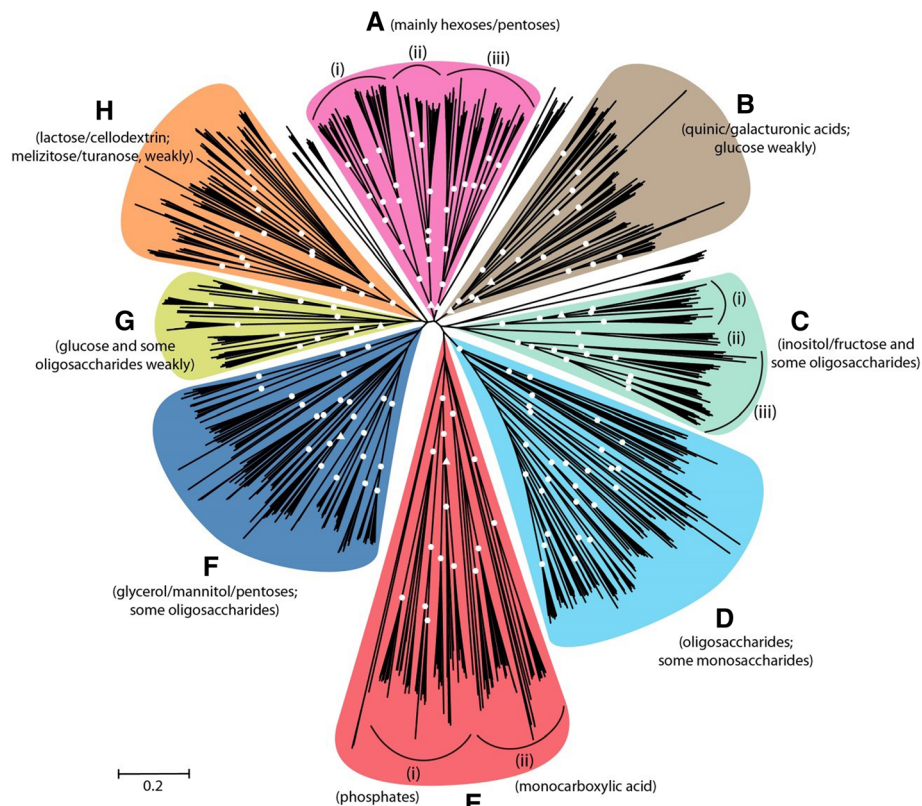 A (mainly hexoses/pentoses)
(i)
(ii)
(iii)
H
(lactose/cellodextrin;
melizitose/turanose, weakly)
B
(quinic/galacturonic acids;
glucose weakly)
G
(glucose and some
oligosaccharides weakly)
(i)
(ii)
(iii)
C
(inositol/fructose and
some oligosaccharides)
F
(glycerol/mannitol/pentoses;
some oligosaccharides)
D
(oligosaccharides;
some monosaccharides)
0.2
(i)
(ii)
(phosphates)
E
(monocarboxylic acid)